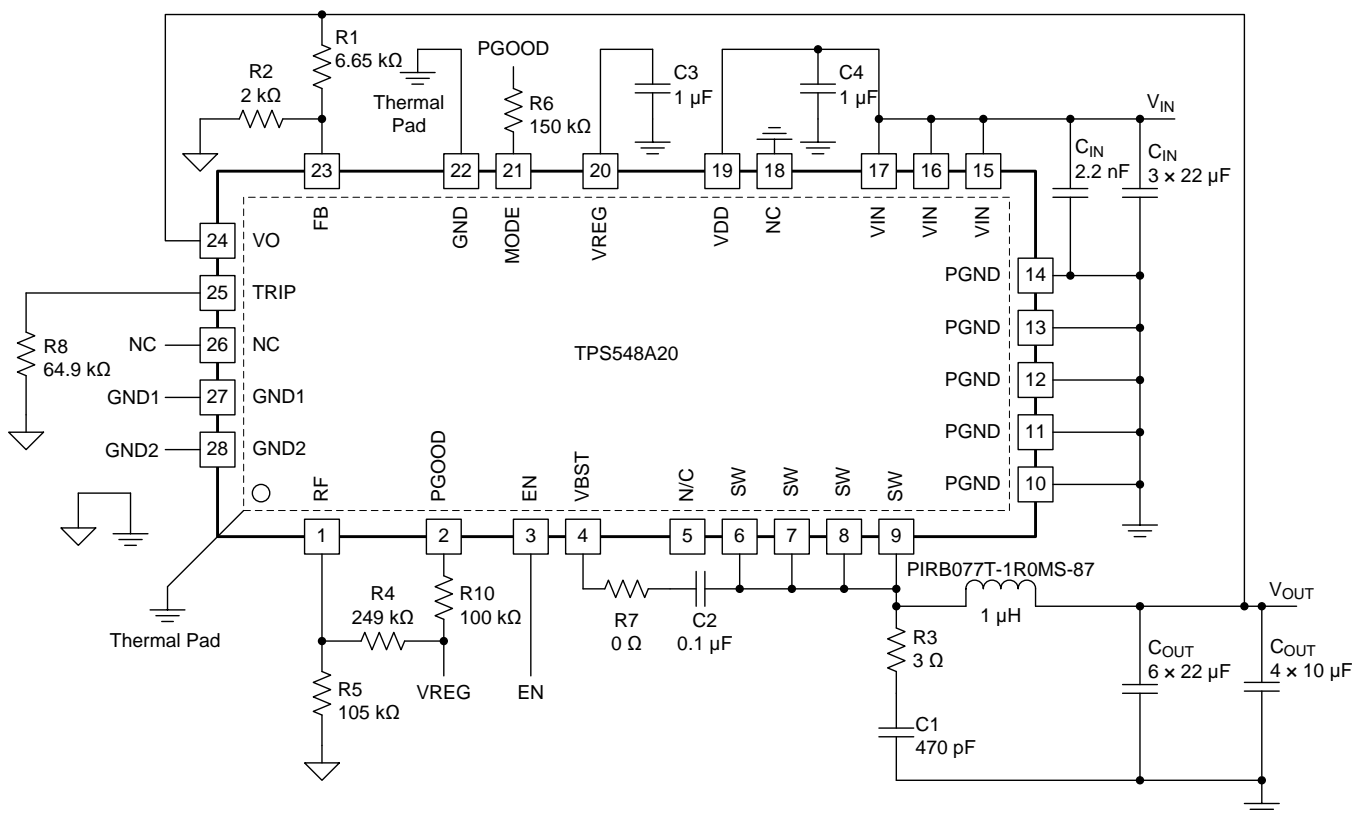 R1
6.65 kΩ
R2
2 kΩ
Thermal
Pad
PGOOD
R6
150 kΩ
C3
1 µF
C4
1 µF
VIN
CIN
2.2 nF
CIN
3 × 22 µF
23
22
21
20
19
18
17
16
15
FB
GND
MODE
VREG
VDD
NC
VIN
VIN
VIN
24
VO
25
TRIP
NC
26
NC
GND1
27
GND1
GND2
28
GND2
R8
64.9 kΩ
TPS548A20
PGND
14
PGND
13
PGND
12
PGND
11
PGND
10
RF
PGOOD
EN
VBST
N/C
SW
SW
SW
SW
1
2
3
4
5
6
7
8
9
Thermal Pad
R4
249 kΩ
R10
100 kΩ
R5
105 kΩ
VREG
EN
R7
0 Ω
C2
0.1 µF
PIRB077T-1R0MS-87
1 µH
R3
3 Ω
C1
470 pF
VOUT
COUT
6 × 22 µF
COUT
4 × 10 µF